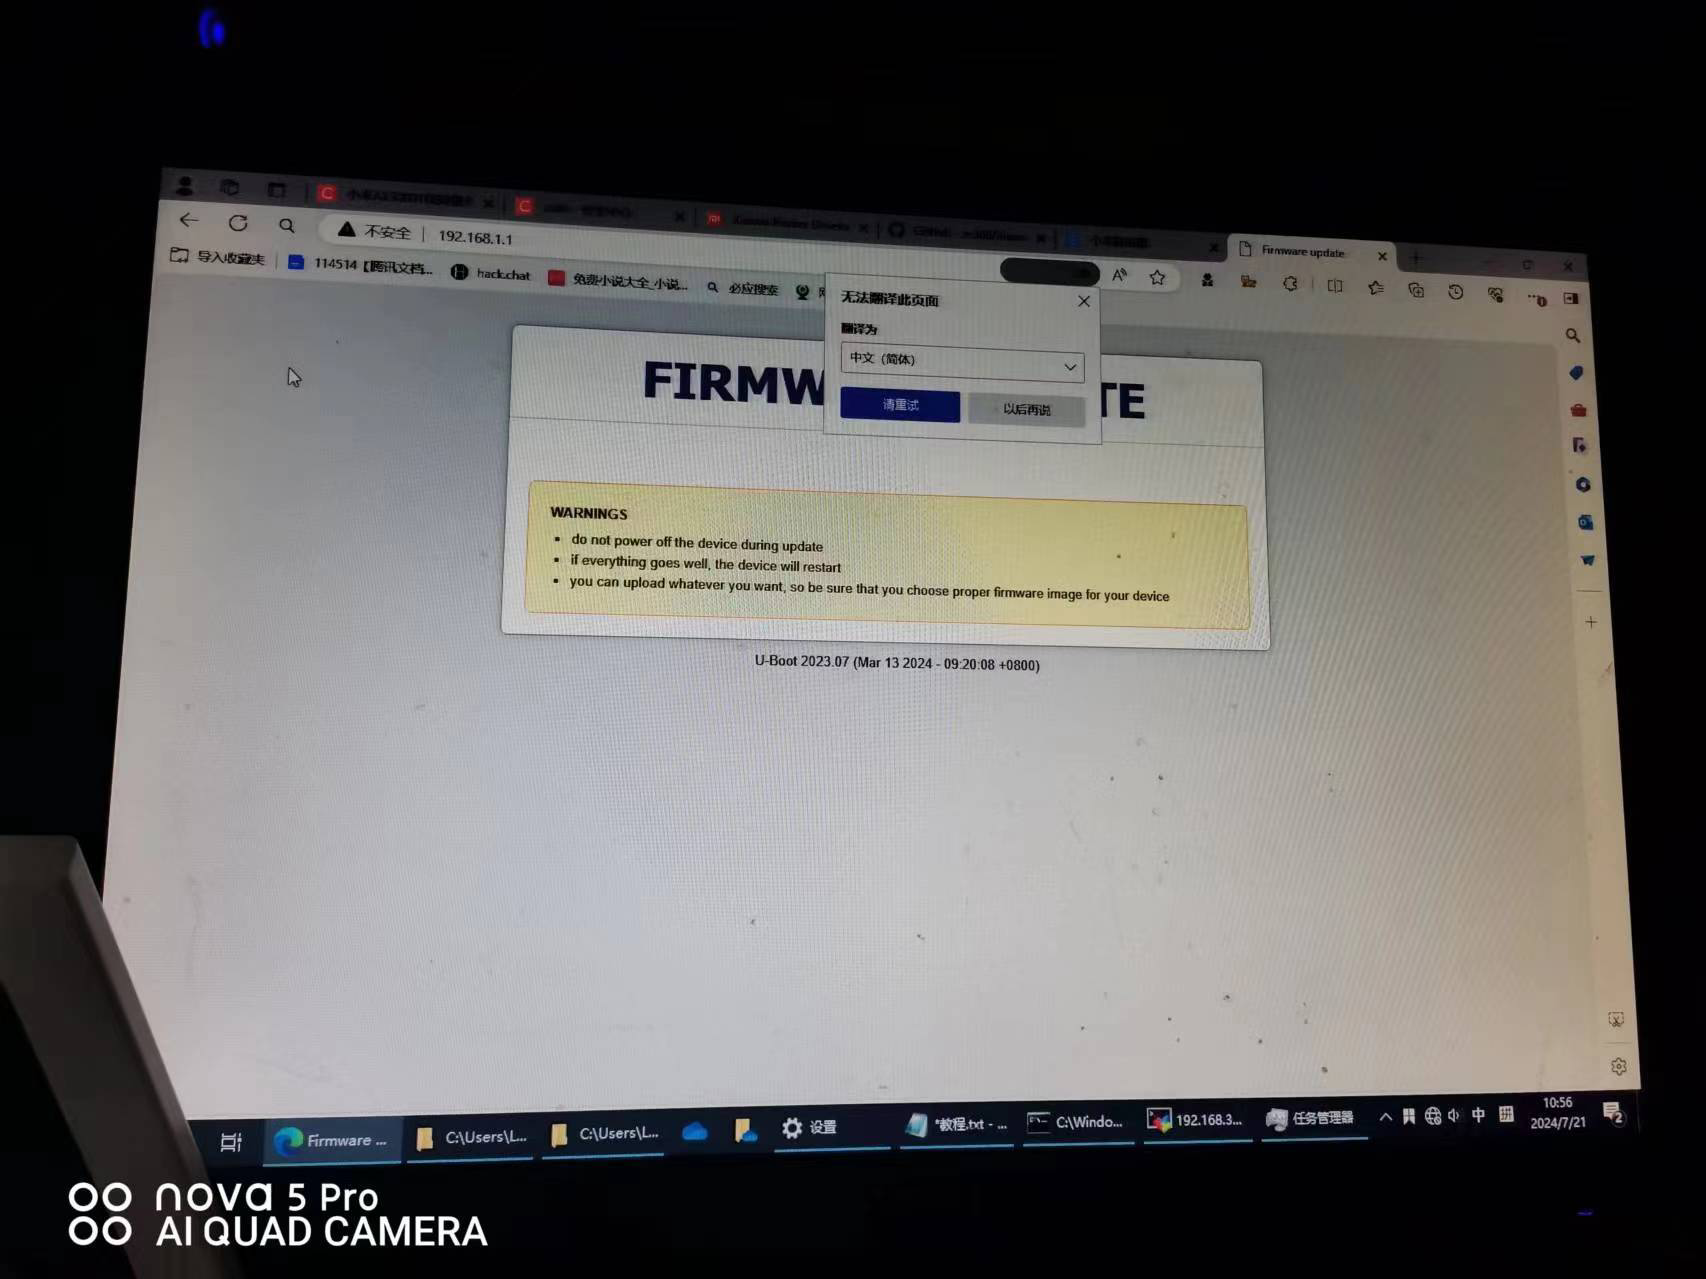 不安全 | 192.168.1.1
Firmware update
导入收藏夹
114514【腾讯文档...
hack.chat
免费小说大全_小说...
必应搜索
无法翻译此页面
翻译为
中文（简体）
请重试
以后再说
FIRMW
TE
WARNINGS
do not power off the device during update
if everything goes well, the device will restart
you can upload whatever you want, so be sure that you choose proper firmware image for your device
U-Boot 2023.07 (Mar 13 2024 - 09:20:08 +0800)
Firmware ...
C:\Users\L...
C:\Users\L...
设置
*教程.txt - ...
C:\Windo...
192.168.3...
任务管理器
中
拼
10:56
2024/7/21
2
nova 5 Pro
AI QUAD CAMERA